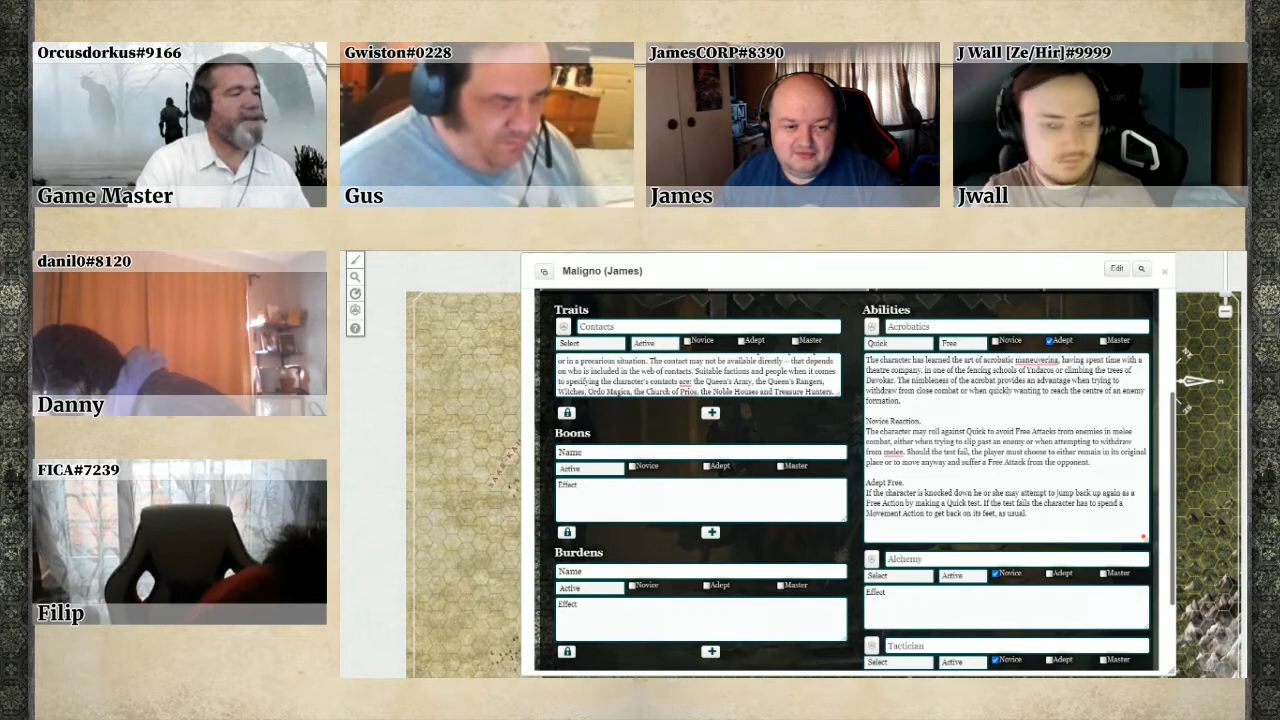 Orcusdorkus#9166
Game Master
Gwiston#0228
Gus
JamesCORP#8390
James
J Wall [Ze/Hir]#9999
Jwall
danil0#8120
Danny
FICA#7239
Filip
Maligno (James)
Edit
Traits
Contacts
Select Active Novice Adept Master
or in a precarious situation. The contact may not be available directly – that depends
on who is included in the web of contacts. Suitable factions and people when it comes
to specifying the character's contacts are: the Queen's Army, the Queen's Rangers,
Witches, Ordo Magica, the Church of Prios, the Noble Houses and Treasure Hunters.
Boons
Name
Active Novice Adept Master
Effect
Burdens
Name
Active Novice Adept Master
Effect
Abilities
Acrobatics
Quick Free Novice Adept Master
The character has learned the art of acrobatic maneuvering, having spent time with a
theatre company, in one of the fencing schools of Yndaros or climbing the trees of
Davokar. The nimbleness of the acrobat provides an advantage when trying to
withdraw from close combat or when quickly wanting to reach the centre of an enemy
formation.
Novice Reaction.
The character may roll against Quick to avoid Free Attacks from enemies in melee
combat, either when trying to slip past an enemy or when attempting to withdraw
from melee. Should the test fail, the player must choose to either remain in its original
place or to move anyway and suffer a Free Attack from the opponent.
Adept Free.
If the character is knocked down he or she may attempt to jump back up again as a
Free Action by making a Quick test. If the test fails the character has to spend a
Movement Action to get back on its feet, as usual.
Alchemy
Select Active Novice Adept Master
Effect
Tactician
Select Active Novice Adept Master